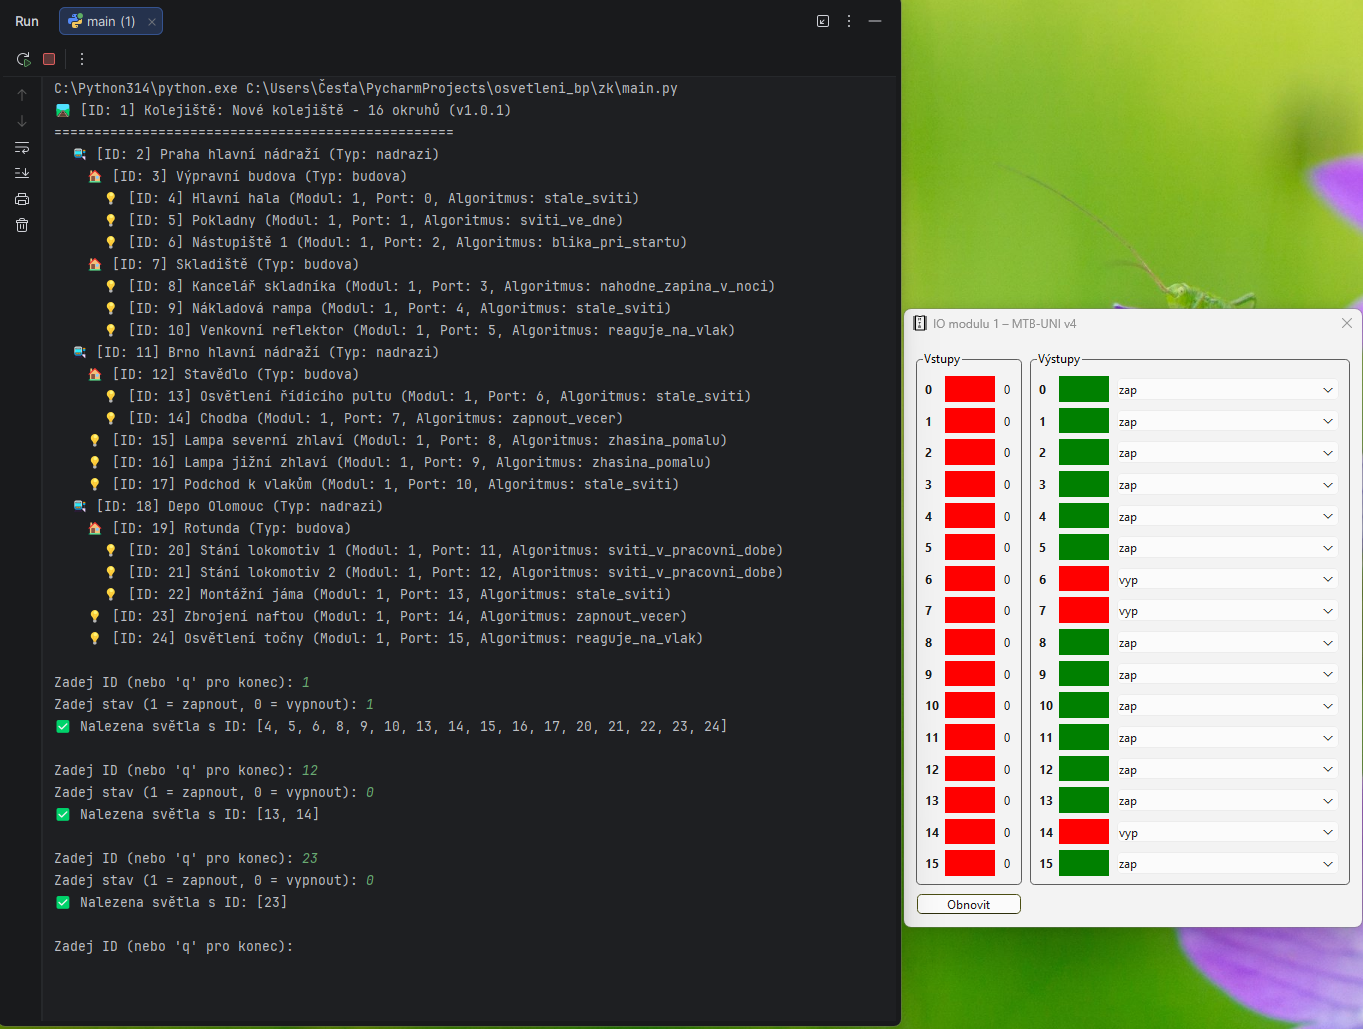 Run main (1)
C:\Python314\python.exe C:\Users\Česťa\PycharmProjects\osvetleni_bp\zk\main.py
[ID: 1] Kolejiště: Nové kolejiště - 16 okruhů (v1.0.1)
==================================================
[ID: 2] Praha hlavní nádraží (Typ: nadrazi)
[ID: 3] Výpravní budova (Typ: budova)
[ID: 4] Hlavní hala (Modul: 1, Port: 0, Algoritmus: stale_sviti)
[ID: 5] Pokladny (Modul: 1, Port: 1, Algoritmus: sviti_ve_dne)
[ID: 6] Nástupiště 1 (Modul: 1, Port: 2, Algoritmus: blika_pri_startu)
[ID: 7] Skladiště (Typ: budova)
[ID: 8] Kancelář skladníka (Modul: 1, Port: 3, Algoritmus: nahodne_zapina_v_noci)
[ID: 9] Nákladová rampa (Modul: 1, Port: 4, Algoritmus: stale_sviti)
[ID: 10] Venkovní reflektor (Modul: 1, Port: 5, Algoritmus: reaguje_na_vlak)
[ID: 11] Brno hlavní nádraží (Typ: nadrazi)
[ID: 12] Stavědlo (Typ: budova)
[ID: 13] Osvětlení řídícího pultu (Modul: 1, Port: 6, Algoritmus: stale_sviti)
[ID: 14] Chodba (Modul: 1, Port: 7, Algoritmus: zapnout_vecer)
[ID: 15] Lampa severní zhlaví (Modul: 1, Port: 8, Algoritmus: zhasina_pomalu)
[ID: 16] Lampa jižní zhlaví (Modul: 1, Port: 9, Algoritmus: zhasina_pomalu)
[ID: 17] Podchod k vlakům (Modul: 1, Port: 10, Algoritmus: stale_sviti)
[ID: 18] Depo Olomouc (Typ: nadrazi)
[ID: 19] Rotunda (Typ: budova)
[ID: 20] Stání lokomotiv 1 (Modul: 1, Port: 11, Algoritmus: sviti_v_pracovni_dobe)
[ID: 21] Stání lokomotiv 2 (Modul: 1, Port: 12, Algoritmus: sviti_v_pracovni_dobe)
[ID: 22] Montážní jáma (Modul: 1, Port: 13, Algoritmus: stale_sviti)
[ID: 23] Zbrojení naftou (Modul: 1, Port: 14, Algoritmus: zapnout_vecer)
[ID: 24] Osvětlení točny (Modul: 1, Port: 15, Algoritmus: reaguje_na_vlak)
Zadej ID (nebo 'q' pro konec): 1
Zadej stav (1 = zapnout, 0 = vypnout): 1
✅ Nalezena světla s ID: [4, 5, 6, 8, 9, 10, 13, 14, 15, 16, 17, 20, 21, 22, 23, 24]
Zadej ID (nebo 'q' pro konec): 12
Zadej stav (1 = zapnout, 0 = vypnout): 0
✅ Nalezena světla s ID: [13, 14]
Zadej ID (nebo 'q' pro konec): 23
Zadej stav (1 = zapnout, 0 = vypnout): 0
✅ Nalezena světla s ID: [23]
Zadej ID (nebo 'q' pro konec):
IO modulu 1 – MTB-UNI v4
Vstupy Výstupy
0 0 0 zap
1 0 1 zap
2 0 2 zap
3 0 3 zap
4 0 4 zap
5 0 5 zap
6 0 6 vyp
7 0 7 vyp
8 0 8 zap
9 0 9 zap
10 0 10 zap
11 0 11 zap
12 0 12 zap
13 0 13 zap
14 0 14 vyp
15 0 15 zap
Obnovit